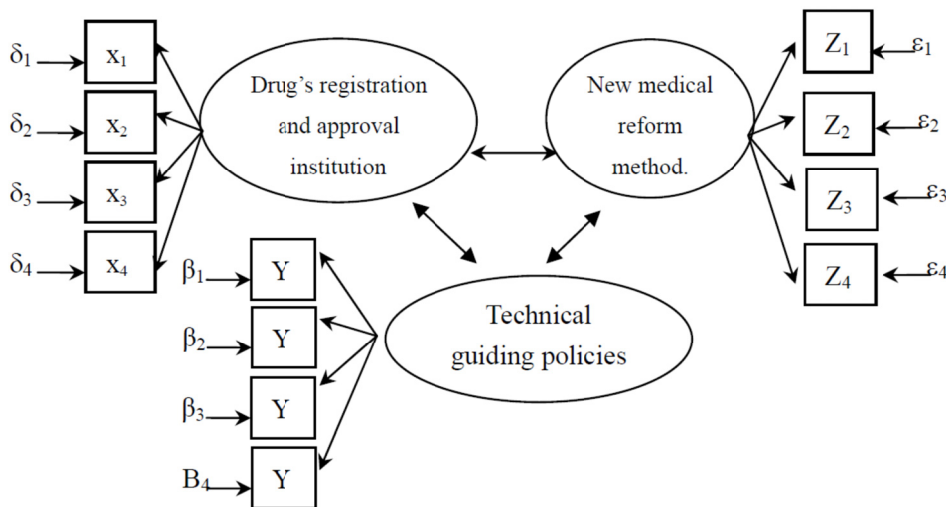 δ1
x1
δ2
x2
δ3
x3
δ4
x4
Drug's registration
and approval
institution
New medical
reform
method.
Z1
ε1
Z2
ε2
Z3
ε3
Z4
ε4
β1
Y
β2
Y
β3
Y
B4
Y
Technical
guiding policies